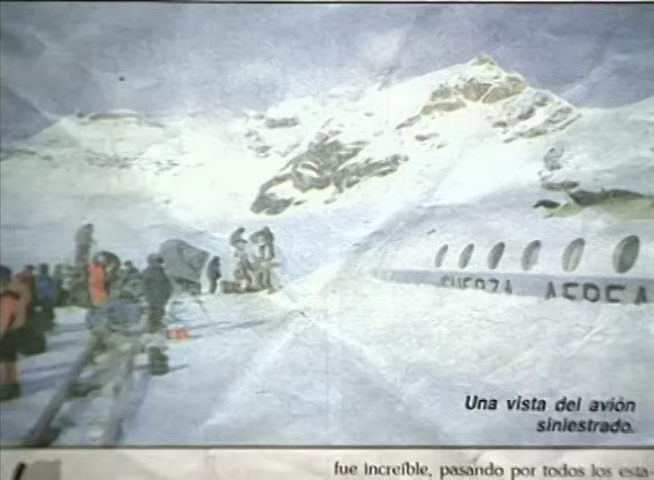 FUERZA AEREA
Una vista del avión
siniestrado.
fue increíble, pasando por todos los esta-